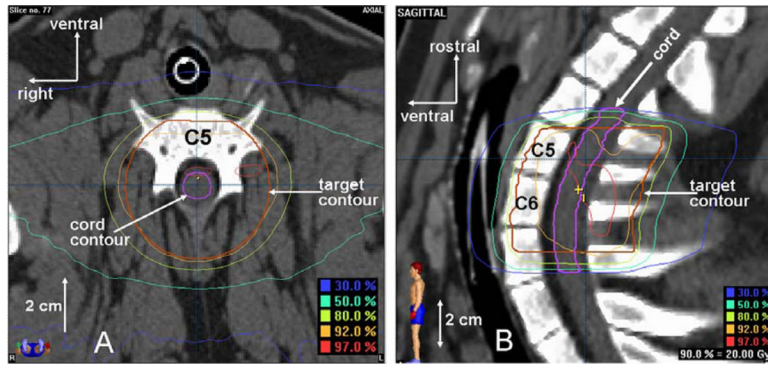 Slice no. 77
AXIAL
ventral
right
C5
target
contour
cord
contour
2 cm
A
30.0 %
50.0 %
80.0 %
92.0 %
97.0 %
R
L
SAGITTAL
rostral
cord
ventral
C5
C6
1
target
contour
2 cm
B
30.0 %
50.0 %
80.0 %
92.0 %
97.0 %
90.0 % = 20.00 Gy